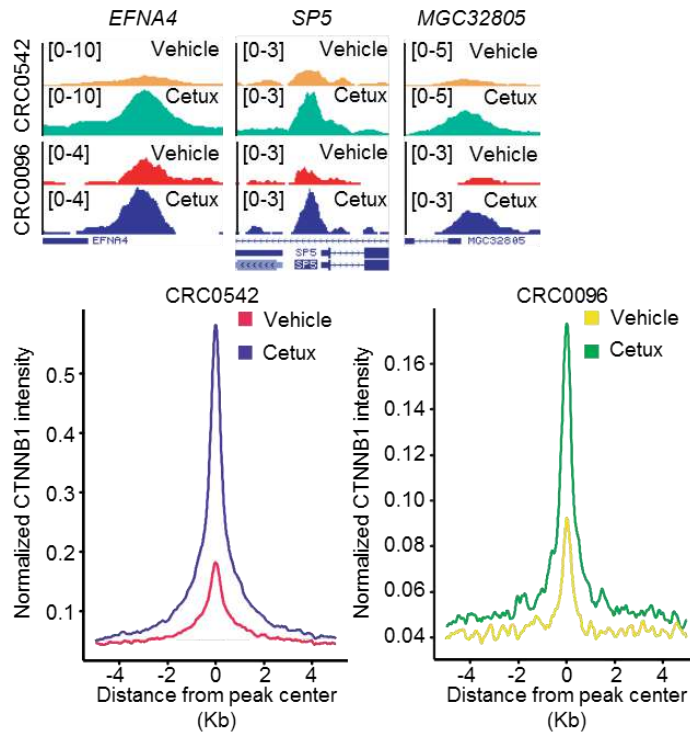 EFNA4 SP5 MGC32805
CRC0542
[0-10] Vehicle [0-3] Vehicle [0-5] Vehicle
[0-10] Cetux [0-3] Cetux [0-5] Cetux
CRC0096
[0-4] Vehicle [0-3] Vehicle [0-3] Vehicle
[0-4] Cetux [0-3] Cetux [0-3] Cetux
EFNA4 SP5 MGC32805
SP5
CRC0542
Vehicle
Cetux
Normalized CTNNB1 intensity
0.5
0.4
0.3
0.2
0.1
-4 -2 0 2 4
Distance from peak center
(Kb)
CRC0096
Vehicle
Cetux
Normalized CTNNB1 intensity
0.16
0.14
0.12
0.10
0.08
0.06
0.04
-4 -2 0 2 4
Distance from peak center
(Kb)